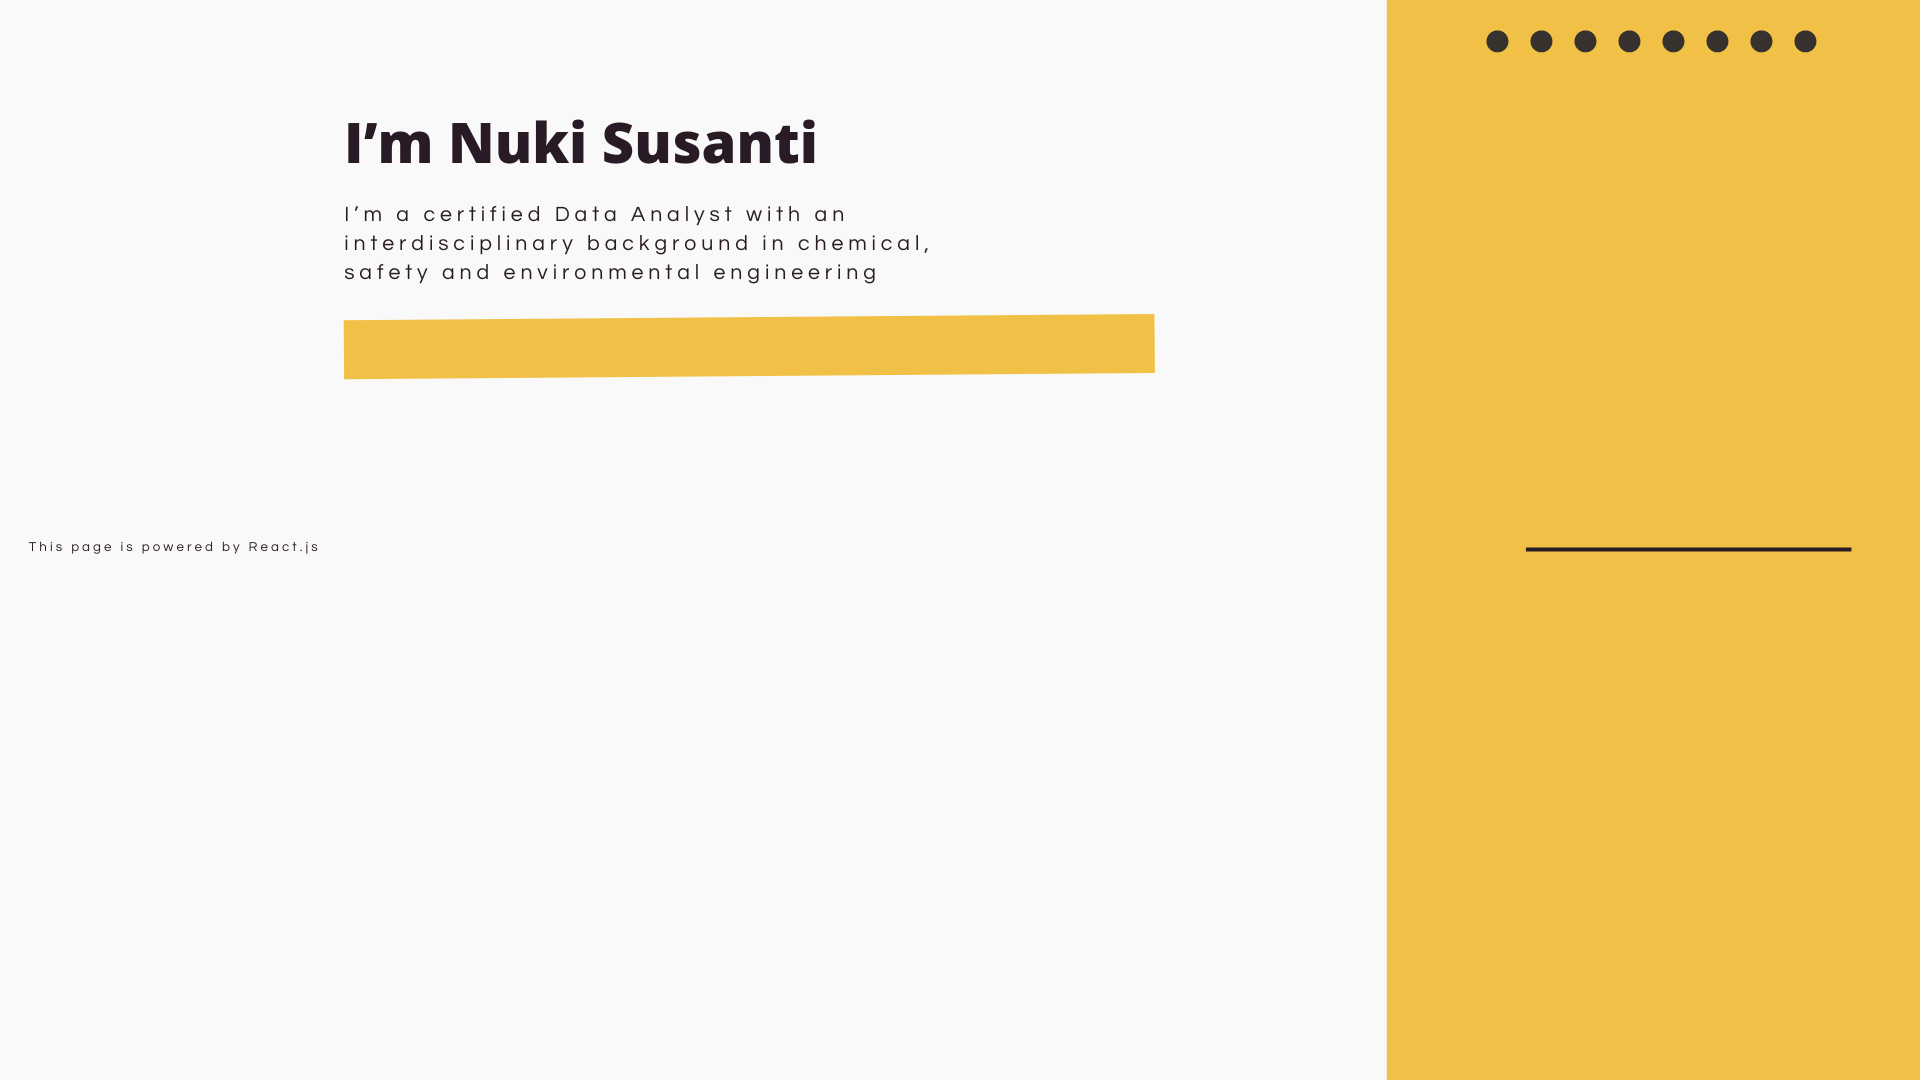 I’m Nuki Susanti
I’m a certified Data Analyst with an
interdisciplinary background in chemical,
safety and environmental engineering
This page is powered by React.js